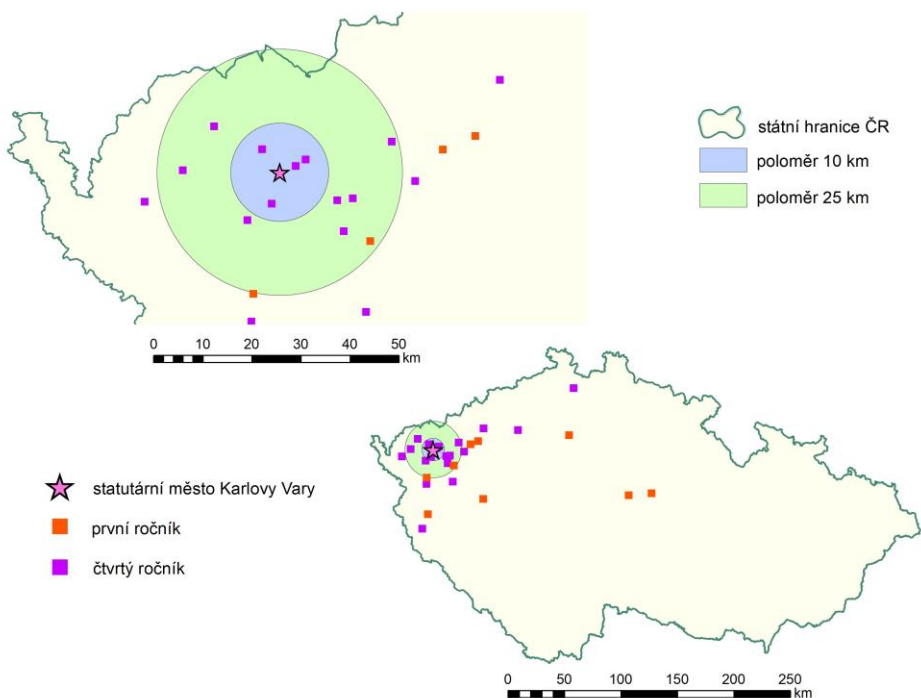 státní hranice ČR
poloměr 10 km
poloměr 25 km
0 10 20 30 40 50
km
statutární město Karlovy Vary
první ročník
čtvrtý ročník
0 50 100 150 200 250
km